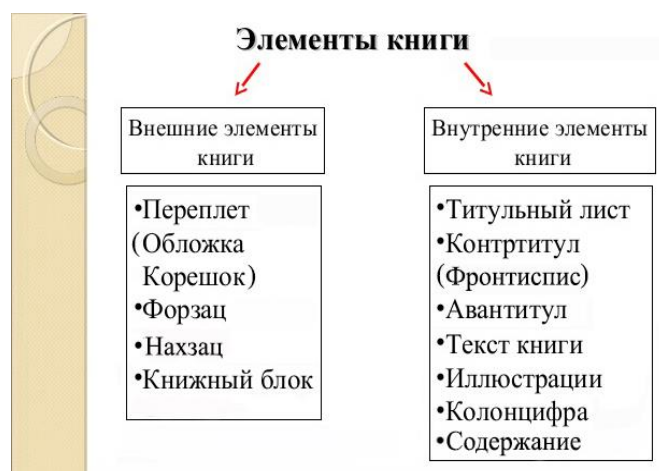 Элементы книги
Внешние элементы
книги
•Переплет
(Обложка
Корешок)
•Форзац
•Нахзац
•Книжный блок
Внутренние элементы
книги
•Титульный лист
•Контртитул
(Фронтиспис)
•Авантитул
•Текст книги
•Иллюстрации
•Колонцифра
•Содержание